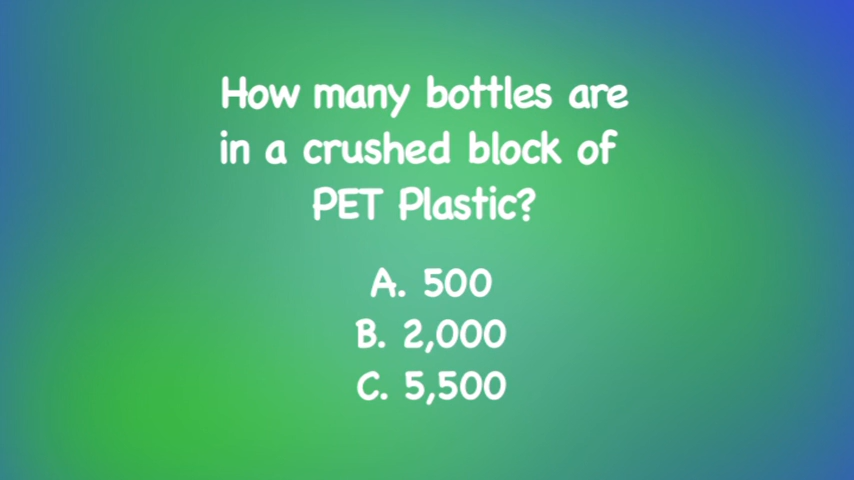 How many bottles are
in a crushed block of
PET Plastic?
A. 500
B. 2,000
C. 5,500